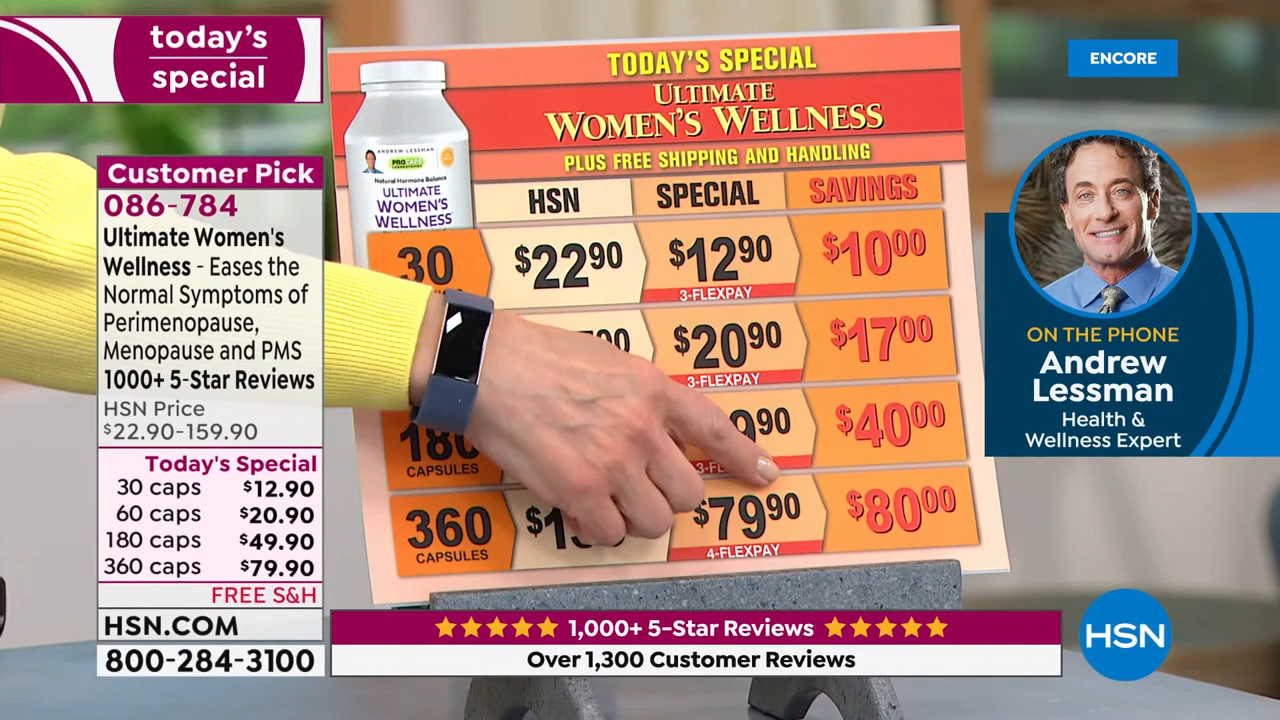 today's
special
Customer Pick
086-784
Ultimate Women's
Wellness - Eases the
Normal Symptoms of
Perimenopause,
Menopause and PMS
1000+ 5-Star Reviews
HSN Price
$22.90-159.90
Today's Special
30 caps $12.90
60 caps $20.90
180 caps $49.90
360 caps $79.90
FREE S&H
HSN.COM
800-284-3100
TODAY'S SPECIAL
ULTIMATE
WOMEN'S WELLNESS
PLUS FREE SHIPPING AND HANDLING
HSN SPECIAL SAVINGS
30 $22.90 $12.90 $10.00
3-FLEXPAY
$20.90 $17.00
3-FLEXPAY
180 CAPSULES $40.00
360 CAPSULES $79.90 $80.00
4-FLEXPAY
ANDREW LESSMAN
PROCAPS
LABORATORIES
Natural Hormone Balance
ULTIMATE
WOMEN'S
WELLNESS
ENCORE
ON THE PHONE
Andrew
Lessman
Health &
Wellness Expert
1,000+ 5-Star Reviews
Over 1,300 Customer Reviews
HSN